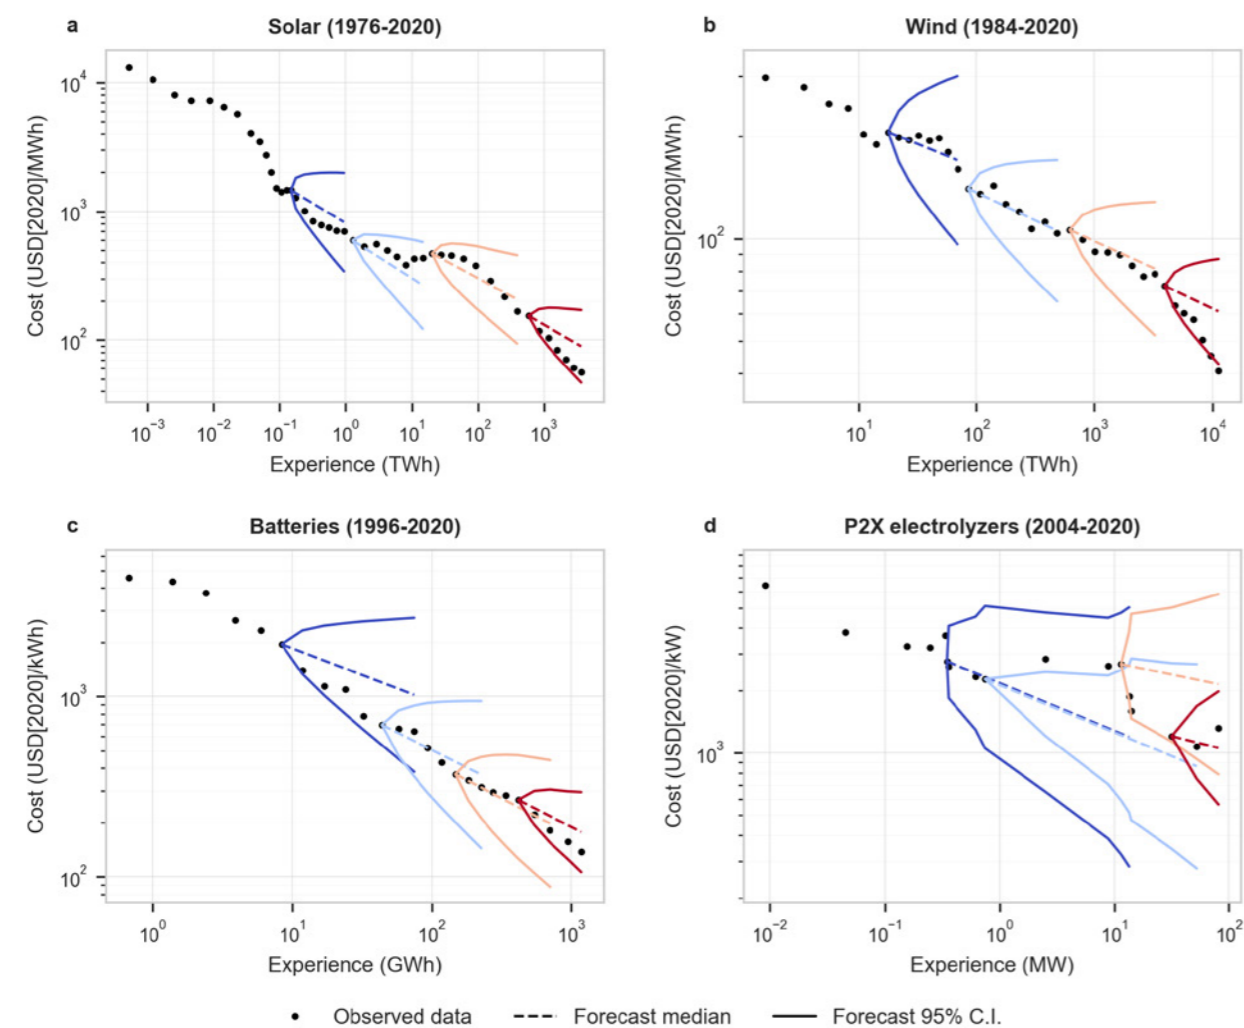 a Solar (1976-2020)
Cost (USD[2020]/MWh)
10^4
10^3
10^2
10^-3 10^-2 10^-1 10^0 10^1 10^2 10^3
Experience (TWh)
b Wind (1984-2020)
Cost (USD[2020]/MWh)
10^2
10^1 10^2 10^3 10^4
Experience (TWh)
c Batteries (1996-2020)
Cost (USD[2020]/kWh)
10^3
10^2
10^0 10^1 10^2 10^3
Experience (GWh)
d P2X electrolyzers (2004-2020)
Cost (USD[2020]/kW)
10^3
10^-2 10^-1 10^0 10^1 10^2
Experience (MW)
Observed data Forecast median Forecast 95% C.I.